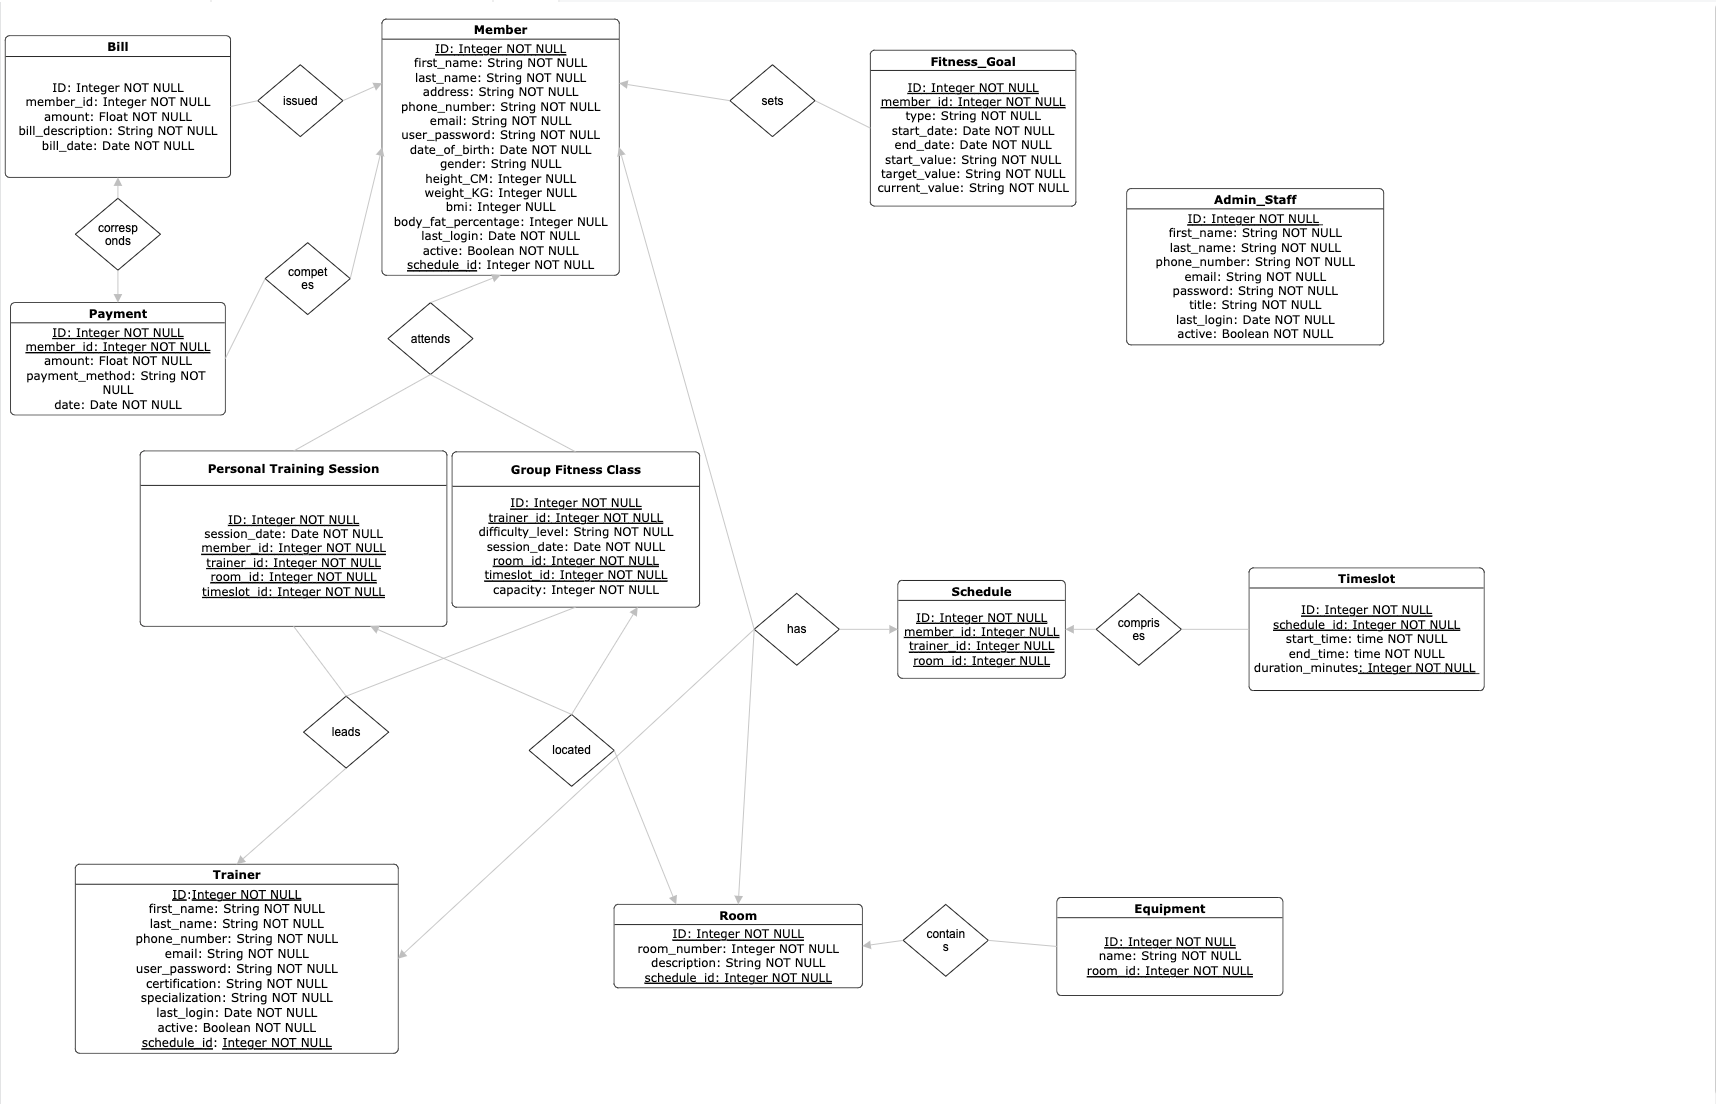 Bill
ID: Integer NOT NULL
member_id: Integer NOT NULL
amount: Float NOT NULL
bill_description: String NOT NULL
bill_date: Date NOT NULL
issued
Member
ID: Integer NOT NULL
first_name: String NOT NULL
last_name: String NOT NULL
address: String NOT NULL
phone_number: String NOT NULL
email: String NOT NULL
user_password: String NOT NULL
date_of_birth: Date NOT NULL
gender: String NULL
height_CM: Integer NULL
weight_KG: Integer NULL
bmi: Integer NULL
body_fat_percentage: Integer NULL
last_login: Date NOT NULL
active: Boolean NOT NULL
schedule_id: Integer NOT NULL
sets
Fitness_Goal
ID: Integer NOT NULL
member_id: Integer NOT NULL
type: String NOT NULL
start_date: Date NOT NULL
end_date: Date NOT NULL
start_value: String NOT NULL
target_value: String NOT NULL
current_value: String NOT NULL
Admin_Staff
ID: Integer NOT NULL
first_name: String NOT NULL
last_name: String NOT NULL
phone_number: String NOT NULL
email: String NOT NULL
password: String NOT NULL
title: String NOT NULL
last_login: Date NOT NULL
active: Boolean NOT NULL
corresp
onds
compet
es
Payment
ID: Integer NOT NULL
member_id: Integer NOT NULL
amount: Float NOT NULL
payment_method: String NOT
NULL
date: Date NOT NULL
attends
Personal Training Session
ID: Integer NOT NULL
session_date: Date NOT NULL
member_id: Integer NOT NULL
trainer_id: Integer NOT NULL
room_id: Integer NOT NULL
timeslot_id: Integer NOT NULL
Group Fitness Class
ID: Integer NOT NULL
trainer_id: Integer NOT NULL
difficulty_level: String NOT NULL
session_date: Date NOT NULL
room_id: Integer NOT NULL
timeslot_id: Integer NOT NULL
capacity: Integer NOT NULL
has
Schedule
ID: Integer NOT NULL
member_id: Integer NULL
trainer_id: Integer NULL
room_id: Integer NULL
compris
es
Timeslot
ID: Integer NOT NULL
schedule_id: Integer NOT NULL
start_time: time NOT NULL
end_time: time NOT NULL
duration_minutes: Integer NOT NULL
leads
located
Trainer
ID:Integer NOT NULL
first_name: String NOT NULL
last_name: String NOT NULL
phone_number: String NOT NULL
email: String NOT NULL
user_password: String NOT NULL
certification: String NOT NULL
specialization: String NOT NULL
last_login: Date NOT NULL
active: Boolean NOT NULL
schedule_id: Integer NOT NULL
Room
ID: Integer NOT NULL
room_number: Integer NOT NULL
description: String NOT NULL
schedule_id: Integer NOT NULL
contain
s
Equipment
ID: Integer NOT NULL
name: String NOT NULL
room_id: Integer NOT NULL